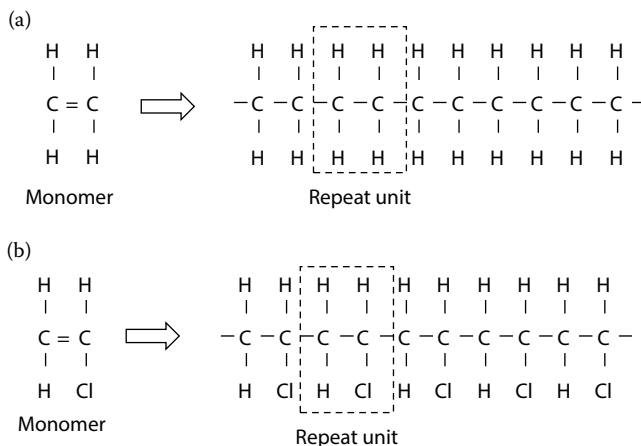 (a)
H H H H H H H H H H H H
C = C — C — C — C — C — C — C — C — C — C — C —
H H H H H H H H H H H H
Monomer Repeat unit
(b)
H H H H H H H H H H H H
C = C — C — C — C — C — C — C — C — C — C — C —
H Cl H Cl H Cl H Cl H Cl H Cl
Monomer Repeat unit